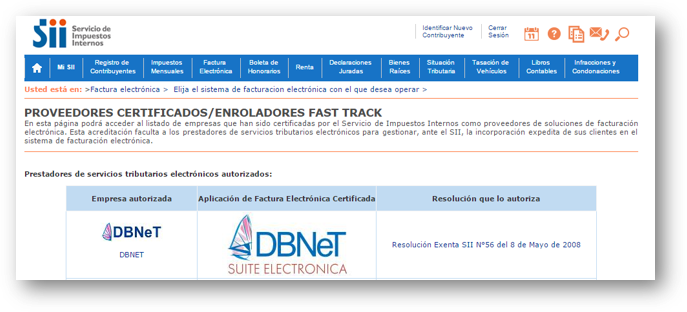 Sii Servicio de
Impuestos
Internos
Identificar Nuevo
Contribuyente
Cerrar
Sesión
11
?
Mi SII
Registro de
Contribuyentes
Impuestos
Mensuales
Factura
Electrónica
Boleta de
Honorarios
Renta
Declaraciones
Juradas
Bienes
Raíces
Situación
Tributaria
Tasación de
Vehículos
Libros
Contables
Infracciones y
Condonaciones
Usted está en: >Factura electrónica > Elija el sistema de facturacion electrónica con el que desea operar >
PROVEEDORES CERTIFICADOS/ENROLADORES FAST TRACK
En esta página podrá acceder al listado de empresas que han sido certificadas por el Servicio de Impuestos Internos como proveedores de soluciones de facturación
electrónica. Esta acreditación faculta a los prestadores de servicios tributarios electrónicos para gestionar, ante el SII, la incorporación expedita de sus clientes en el
sistema de facturación electrónica.
Prestadores de servicios tributarios electrónicos autorizados:
Empresa autorizada Aplicación de Factura Electrónica Certificada Resolución que lo autoriza
DBNeT
DBNET
DBNeT
SUITE ELECTRONICA
Resolución Exenta SII N°56 del 8 de Mayo de 2008